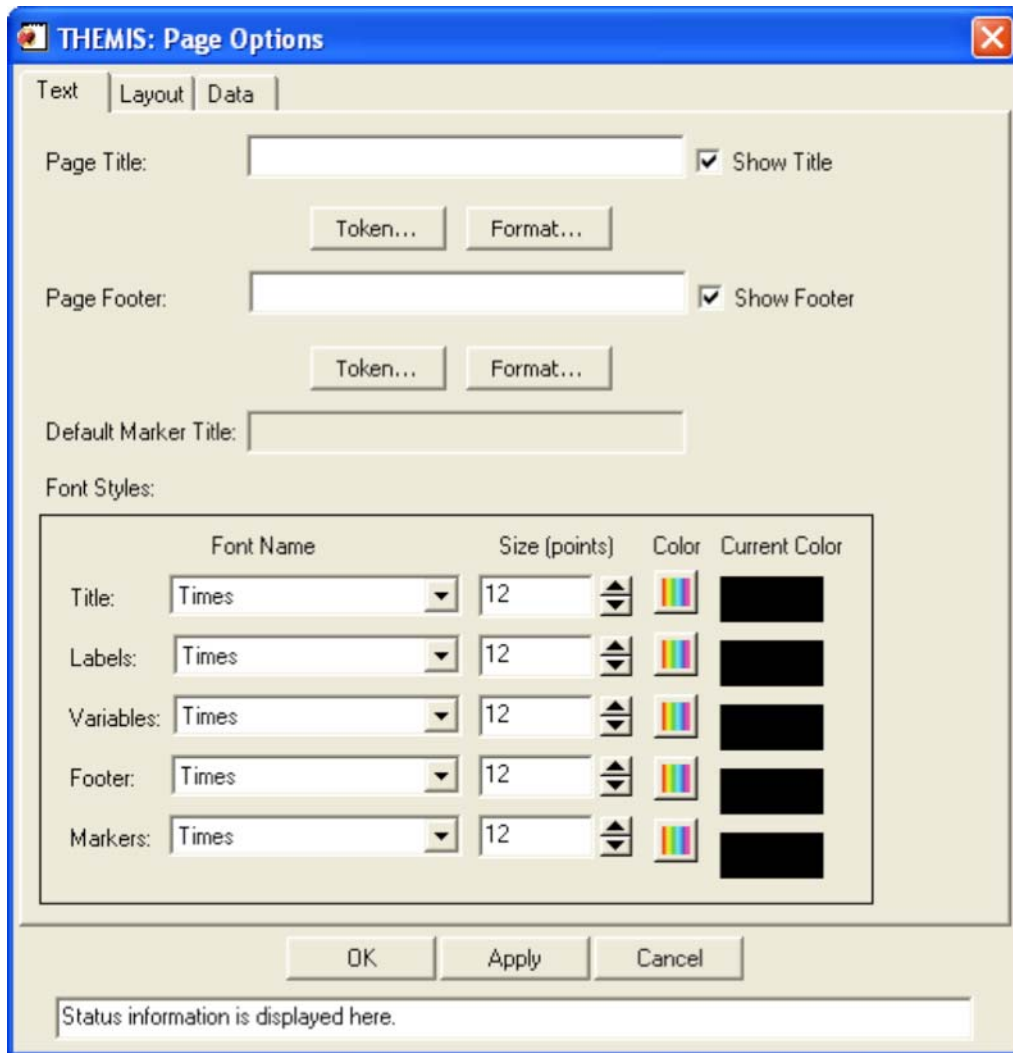 THEMIS: Page Options
Text Layout Data
Page Title: Show Title
Token... Format...
Page Footer: Show Footer
Token... Format...
Default Marker Title:
Font Styles:
Font Name Size (points) Color Current Color
Title: Times 12
Labels: Times 12
Variables: Times 12
Footer: Times 12
Markers: Times 12
OK Apply Cancel
Status information is displayed here.